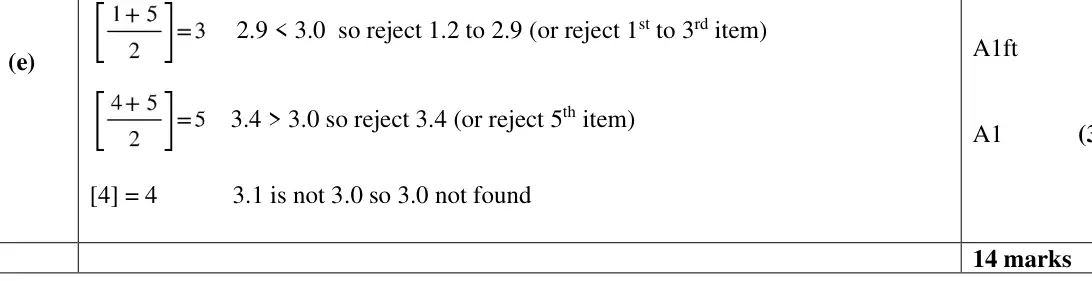 (e)
[ (1 + 5) / 2 ] = 3 2.9 < 3.0 so reject 1.2 to 2.9 (or reject 1st to 3rd item) A1ft
[ (4 + 5) / 2 ] = 5 3.4 > 3.0 so reject 3.4 (or reject 5th item) A1 (3
[4] = 4 3.1 is not 3.0 so 3.0 not found
14 marks